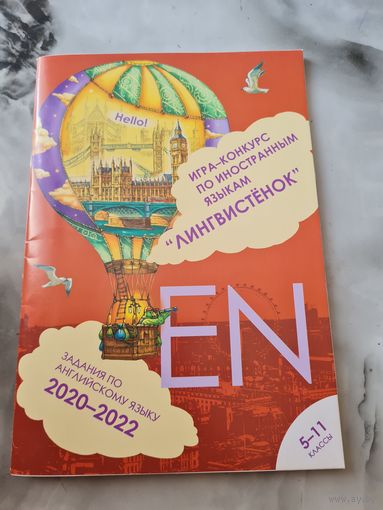 Hello!
ИГРА-КОНКУРС
ПО ИНОСТРАННЫМ
ЯЗЫКАМ
"ЛИНГВИСТЁНОК"
EN
ЗАДАНИЯ ПО
АНГЛИЙСКОМУ ЯЗЫКУ
2020-2022
5-11
КЛАССЫ